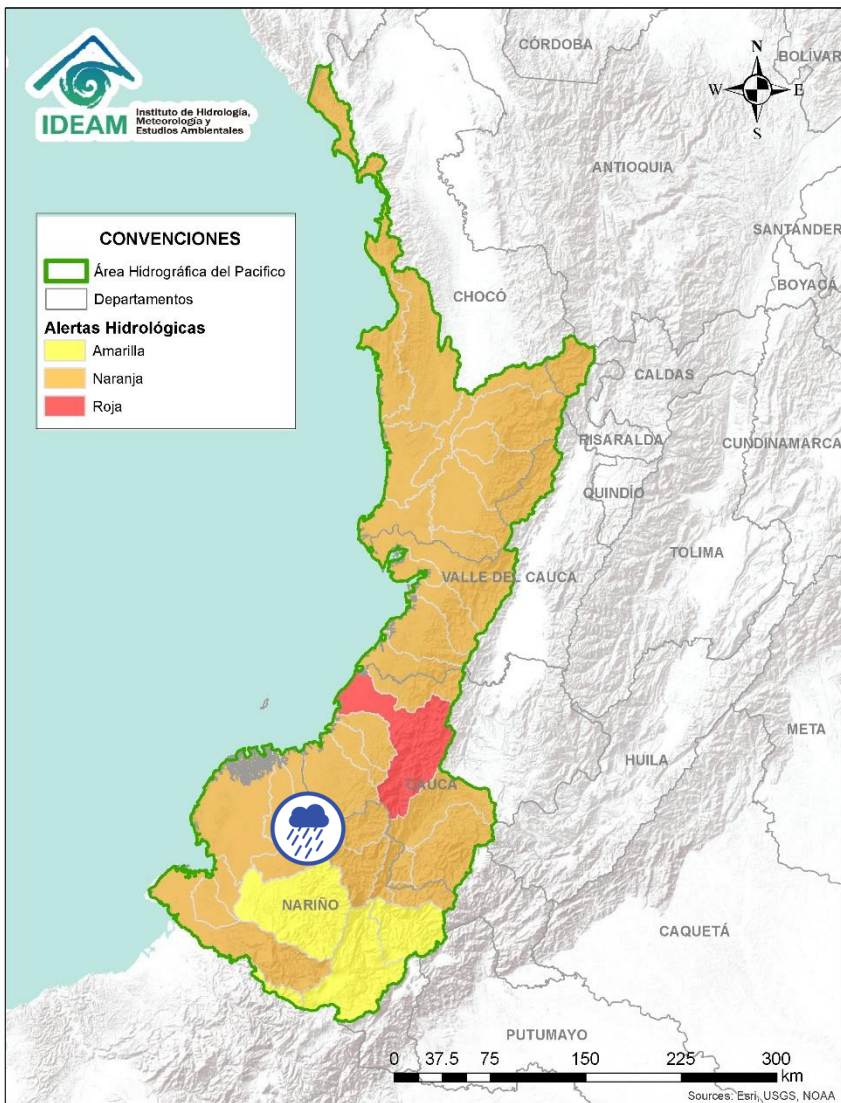 IDEAM
Instituto de Hidrología,
Meteorología y
Estudios Ambientales
CÓRDOBA
BOLÍVAR
N
W
E
S
ANTIOQUIA
SANTANDER
BOYACÁ
CONVENCIONES
Área Hidrográfica del Pacifico
Departamentos
Alertas Hidrológicas
Amarilla
Naranja
Roja
CHOCÓ
CALDAS
RISARALDA
CUNDINAMARCA
QUINDÍO
TOLIMA
VALLE DEL CAUCA
META
HUILA
CAUCA
NARIÑO
CAQUETÁ
PUTUMAYO
0 37.5 75 150 225 300
km
Sources: Esri, USGS, NOAA